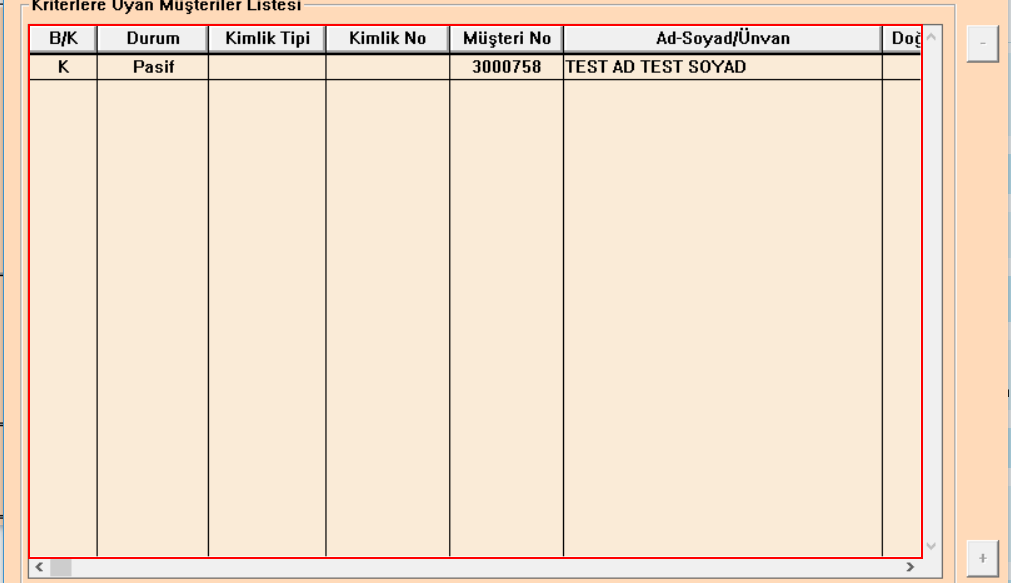 Kriterlere Uyan Müşteriler Listesi
B/K Durum Kimlik Tipi Kimlik No Müşteri No Ad-Soyad/Ünvan Doğ
K Pasif 3000758 TEST AD TEST SOYAD